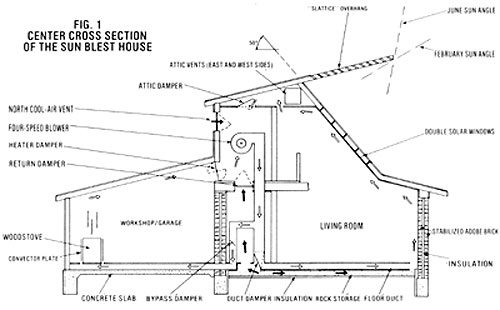 FIG. 1
CENTER CROSS SECTION
OF THE SUN BLEST HOUSE
"SLATTICE" OVERHANG
JUNE SUN ANGLE
FEBRUARY SUN ANGLE
50°
ATTIC VENTS (EAST AND WEST SIDES)
ATTIC DAMPER
NORTH COOL-AIR VENT
FOUR-SPEED BLOWER
HEATER DAMPER
RETURN DAMPER
DOUBLE SOLAR WINDOWS
WORKSHOP/GARAGE
LIVING ROOM
WOODSTOVE
CONVECTOR PLATE
STABILIZED ADOBE BRICK
INSULATION
CONCRETE SLAB
BYPASS DAMPER
DUCT DAMPER
INSULATION
ROCK STORAGE
FLOOR DUCT